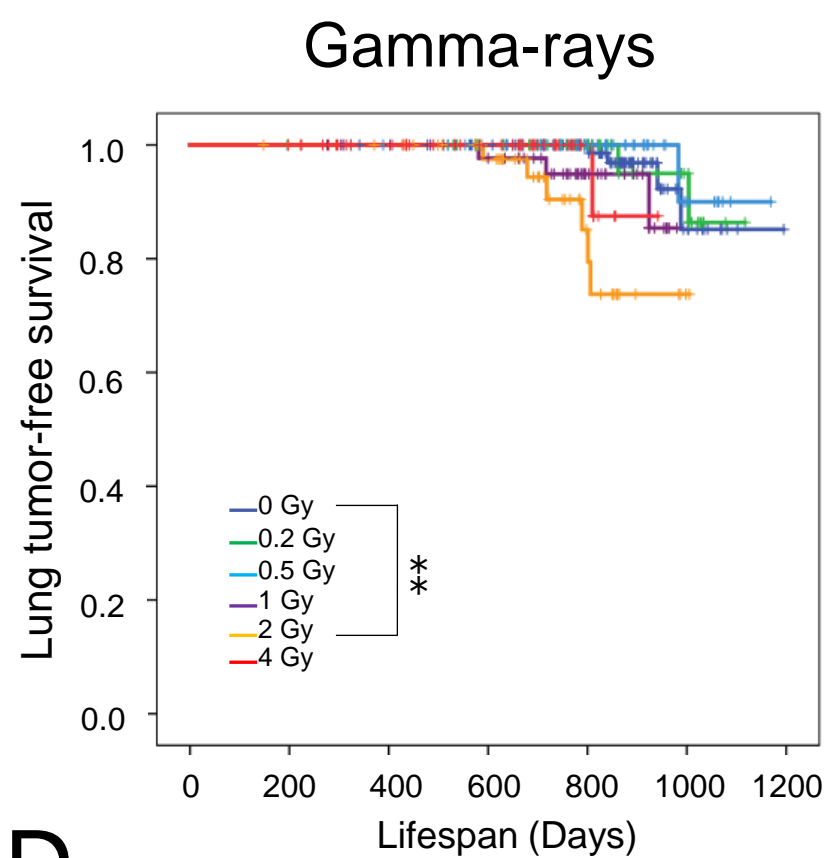 Gamma-rays
Lung tumor-free survival
1.0
0.8
0.6
0.4
0.2
0.0
0 Gy
0.2 Gy
0.5 Gy
1 Gy
2 Gy
4 Gy
**
0 200 400 600 800 1000 1200
Lifespan (Days)
D